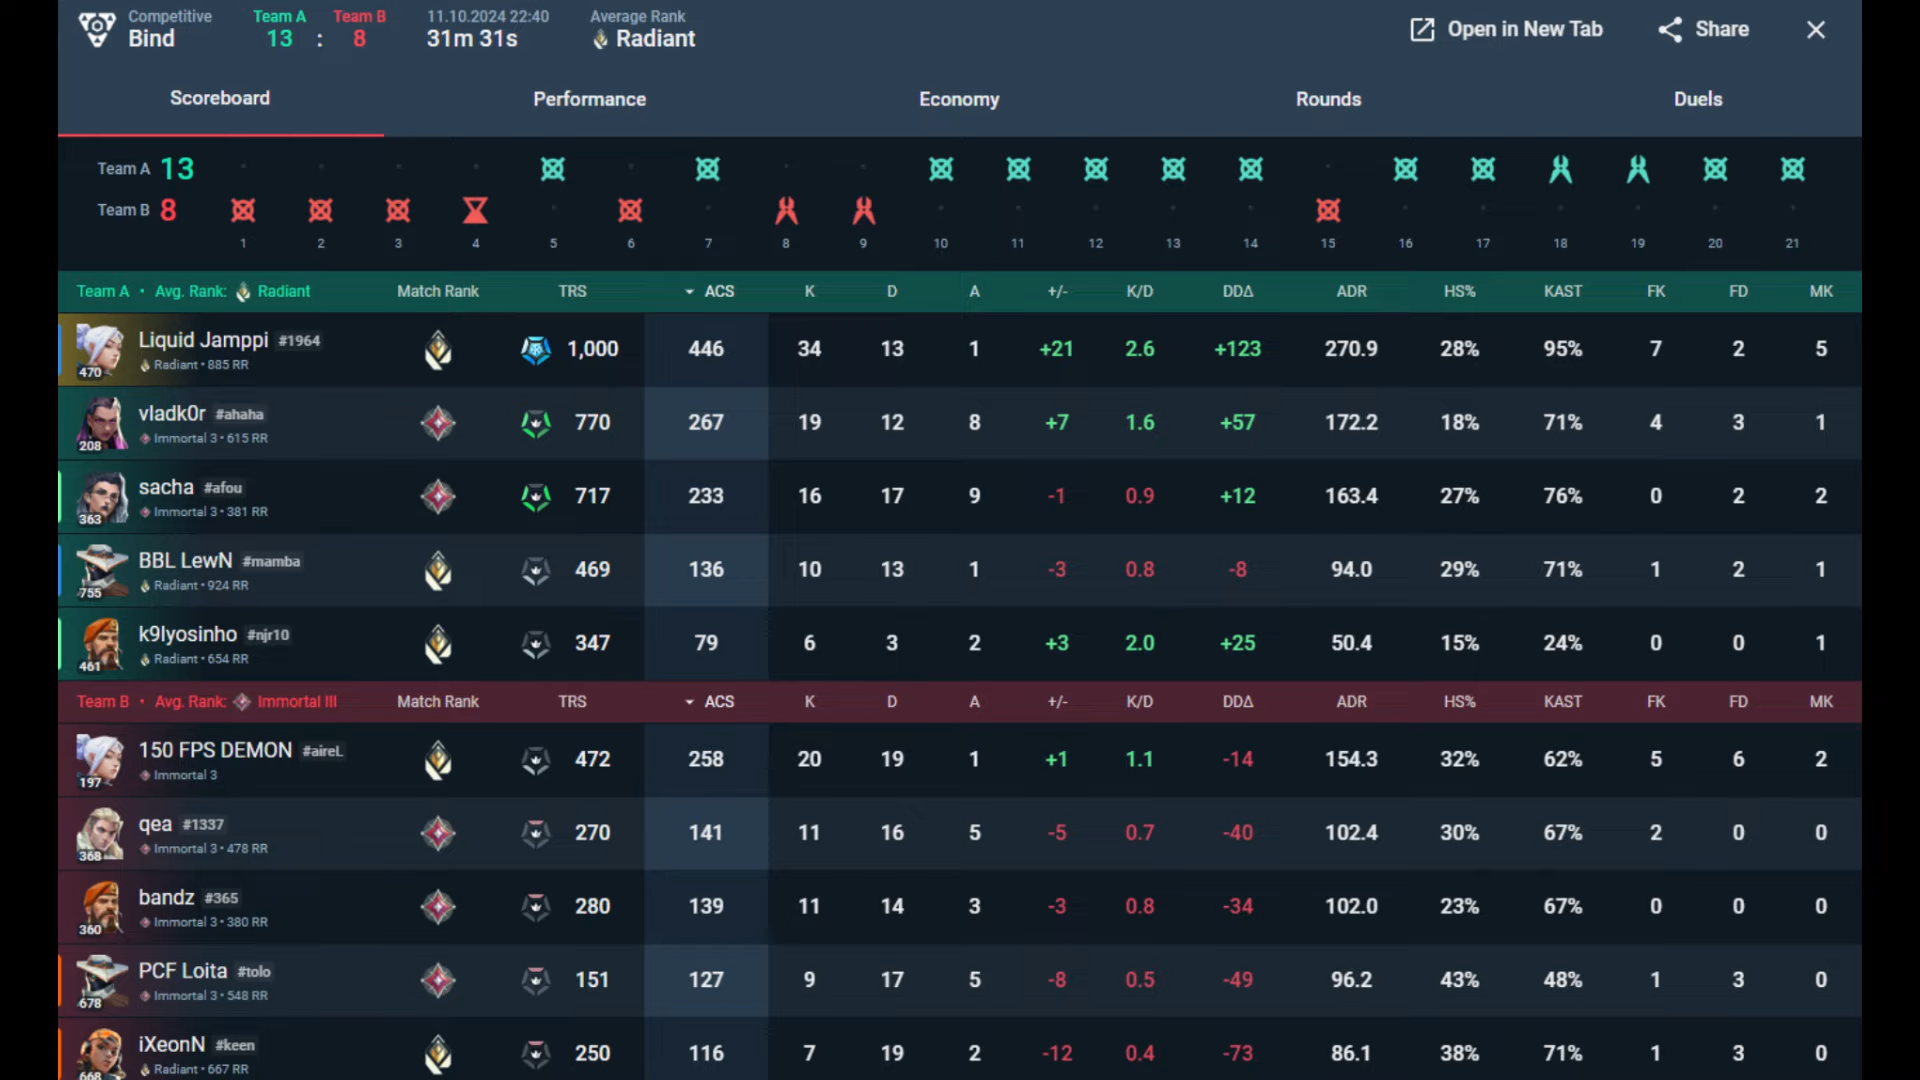 Competitive Team A Team B 11.10.2024 22:40 Average Rank
Bind 13 : 8 31m 31s Radiant Open in New Tab Share
Scoreboard Performance Economy Rounds Duels
Team A 13
Team B 8
1 2 3 4 5 6 7 8 9 10 11 12 13 14 15 16 17 18 19 20 21
Team A • Avg. Rank: Radiant Match Rank TRS ACS K D A +/- K/D DDΔ ADR HS% KAST FK FD MK
Liquid Jamppi #1964 1,000 446 34 13 1 +21 2.6 +123 270.9 28% 95% 7 2 5
470 Radiant • 885 RR
vladk0r #ahaha 770 267 19 12 8 +7 1.6 +57 172.2 18% 71% 4 3 1
208 Immortal 3 • 615 RR
sacha #afou 717 233 16 17 9 -1 0.9 +12 163.4 27% 76% 0 2 2
363 Immortal 3 • 381 RR
BBL LewN #mamba 469 136 10 13 1 -3 0.8 -8 94.0 29% 71% 1 2 1
755 Radiant • 924 RR
k9lyosinho #njr10 347 79 6 3 2 +3 2.0 +25 50.4 15% 24% 0 0 1
461 Radiant • 654 RR
Team B • Avg. Rank: Immortal III Match Rank TRS ACS K D A +/- K/D DDΔ ADR HS% KAST FK FD MK
150 FPS DEMON #aireL 472 258 20 19 1 +1 1.1 -14 154.3 32% 62% 5 6 2
197 Immortal 3
qea #1337 270 141 11 16 5 -5 0.7 -40 102.4 30% 67% 2 0 0
368 Immortal 3 • 478 RR
bandz #365 280 139 11 14 3 -3 0.8 -34 102.0 23% 67% 0 0 0
360 Immortal 3 • 380 RR
PCF Loita #tolo 151 127 9 17 5 -8 0.5 -49 96.2 43% 48% 1 3 0
678 Immortal 3 • 548 RR
iXeonN #keen 250 116 7 19 2 -12 0.4 -73 86.1 38% 71% 1 3 0
668 Radiant • 667 RR